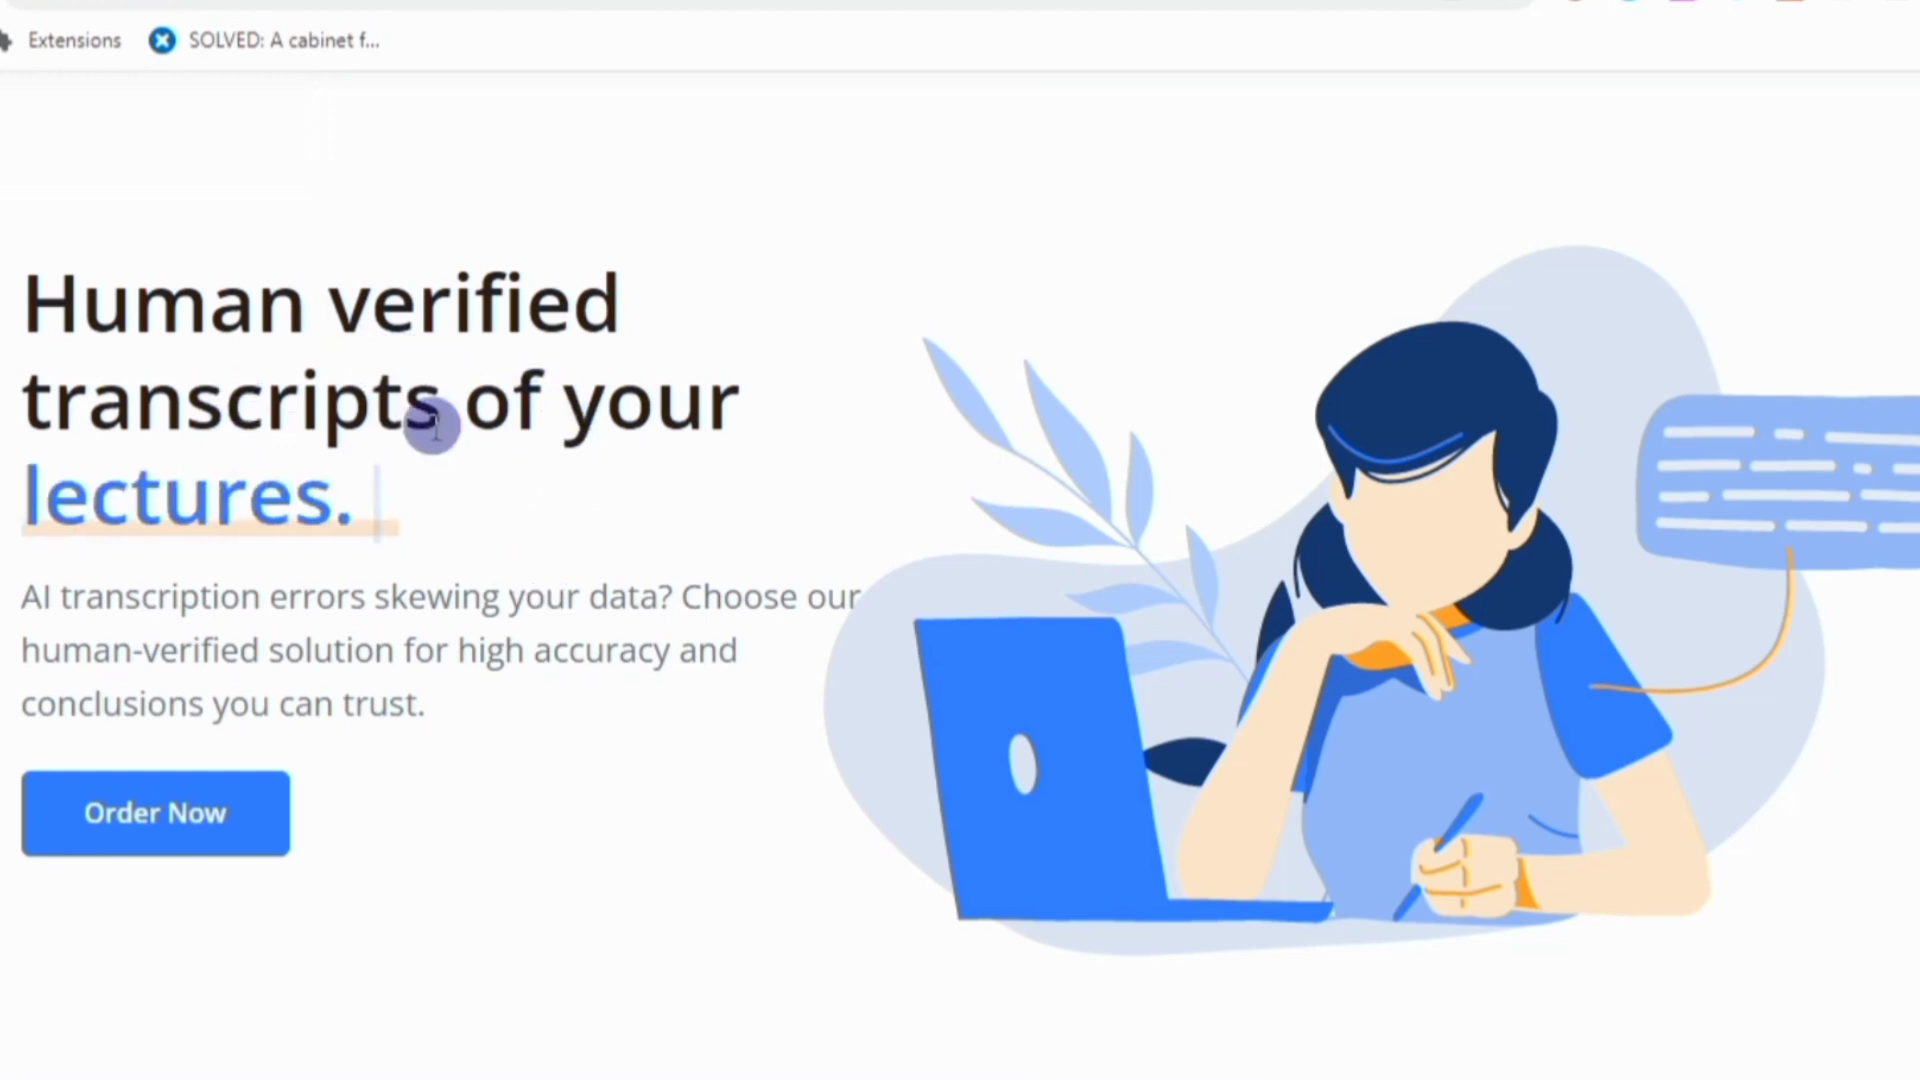 Extensions
SOLVED: A cabinet f...
Human verified
transcripts of your
lectures.
AI transcription errors skewing your data? Choose our
human-verified solution for high accuracy and
conclusions you can trust.
Order Now